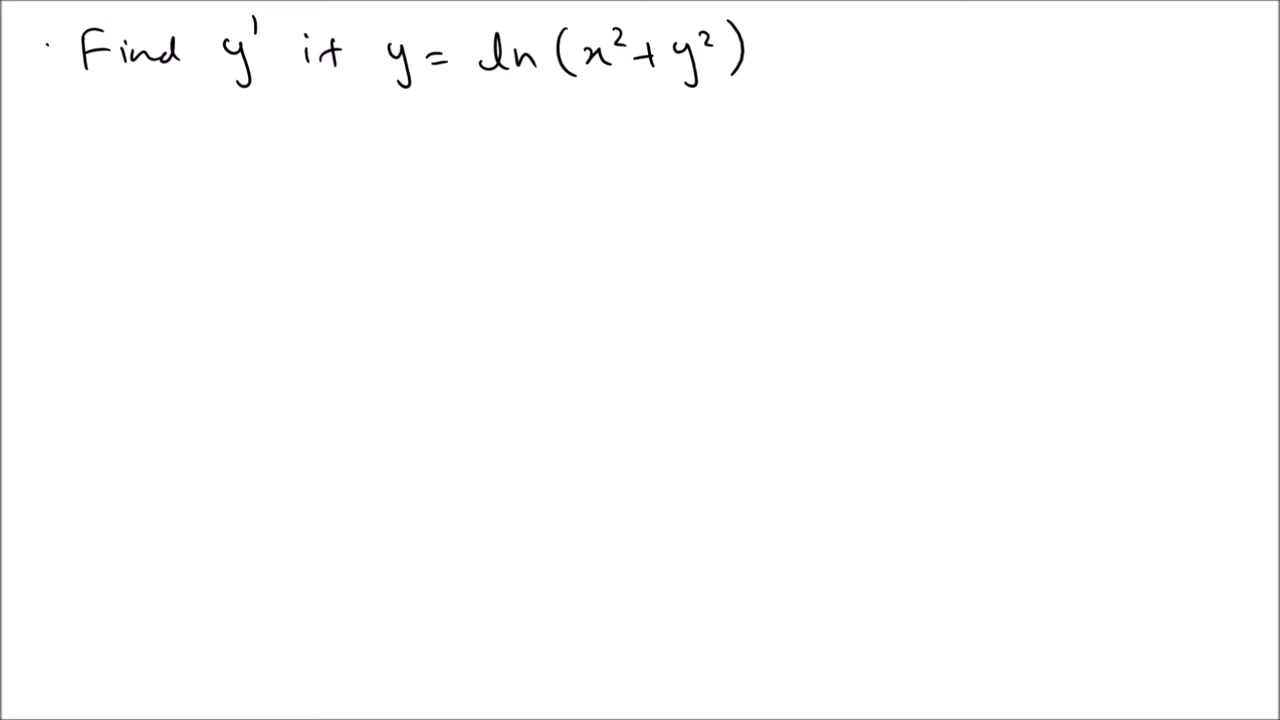 Find y' if y = ln(x²+y²)